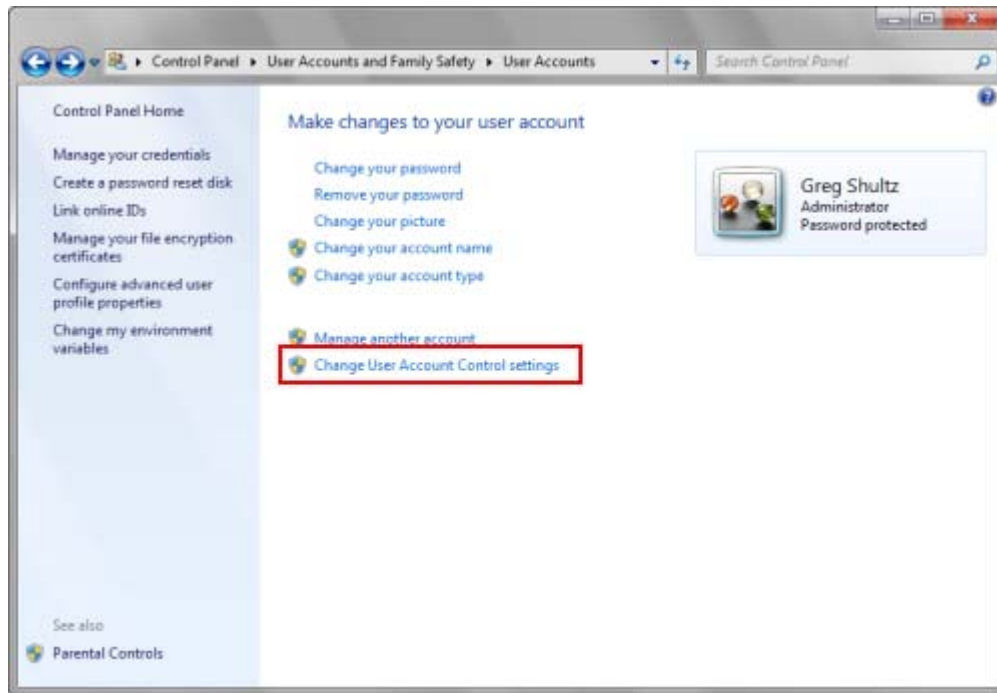 Control Panel ▸ User Accounts and Family Safety ▸ User Accounts
Search Control Panel
Control Panel Home
Manage your credentials
Create a password reset disk
Link online IDs
Manage your file encryption
certificates
Configure advanced user
profile properties
Change my environment
variables
See also
Parental Controls
Make changes to your user account
Change your password
Remove your password
Change your picture
Change your account name
Change your account type
Manage another account
Change User Account Control settings
Greg Shultz
Administrator
Password protected